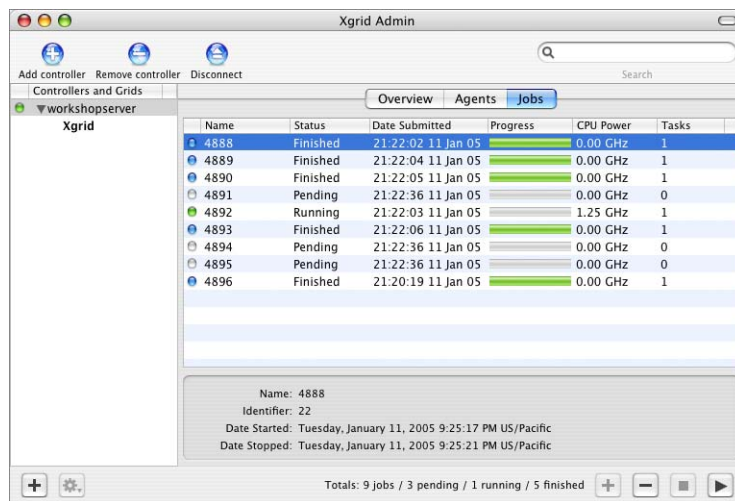 Xgrid Admin
Add controller Remove controller Disconnect
Search
Controllers and Grids
Overview Agents Jobs
workshopserver
Xgrid
Name Status Date Submitted Progress CPU Power Tasks
4888 Finished 21:22:02 11 Jan 05 0.00 GHz 1
4889 Finished 21:22:04 11 Jan 05 0.00 GHz 1
4890 Finished 21:22:05 11 Jan 05 0.00 GHz 1
4891 Pending 21:22:36 11 Jan 05 0.00 GHz 0
4892 Running 21:22:03 11 Jan 05 1.25 GHz 1
4893 Finished 21:22:06 11 Jan 05 0.00 GHz 1
4894 Pending 21:22:36 11 Jan 05 0.00 GHz 0
4895 Pending 21:22:36 11 Jan 05 0.00 GHz 0
4896 Finished 21:20:19 11 Jan 05 0.00 GHz 1
Name: 4888
Identifier: 22
Date Started: Tuesday, January 11, 2005 9:25:17 PM US/Pacific
Date Stopped: Tuesday, January 11, 2005 9:25:21 PM US/Pacific
Totals: 9 jobs / 3 pending / 1 running / 5 finished